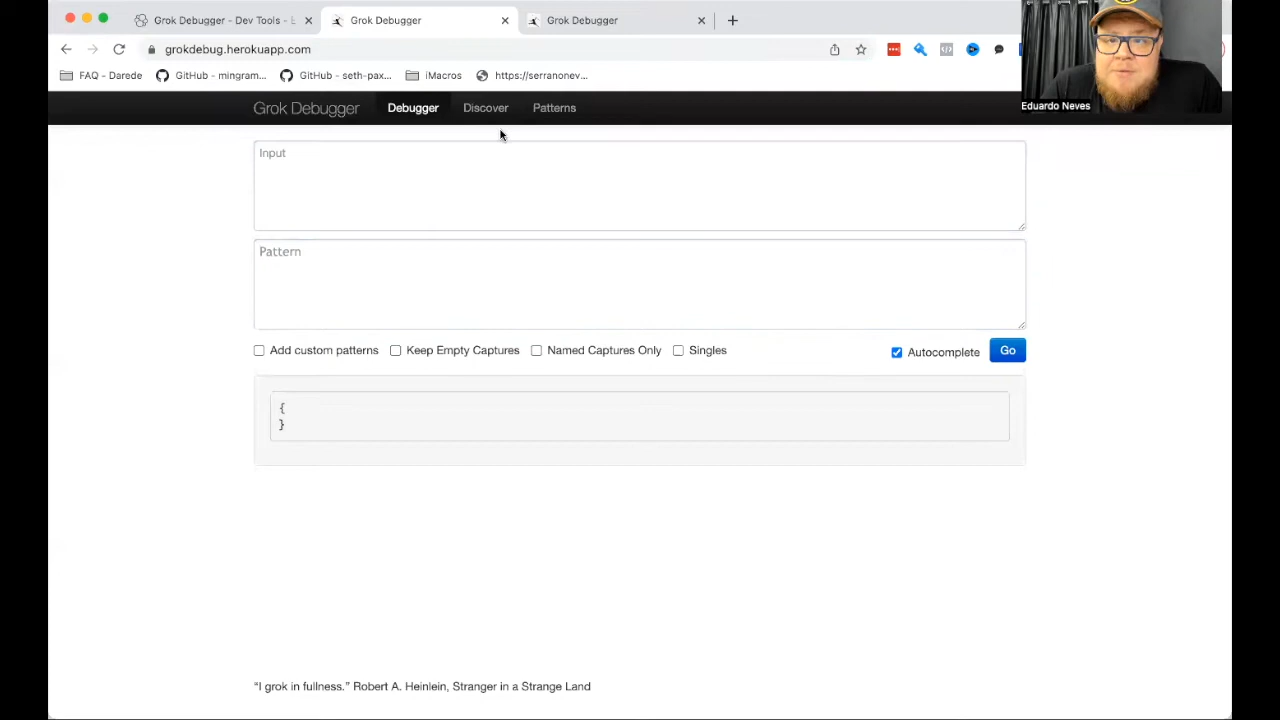 Grok Debugger - Dev Tools - E
Grok Debugger
Grok Debugger
grokdebug.herokuapp.com
FAQ - Darede
GitHub - mingram...
GitHub - seth-pax...
iMacros
https://serranonev...
Eduardo Neves
Grok Debugger
Debugger
Discover
Patterns
Input
Pattern
Add custom patterns
Keep Empty Captures
Named Captures Only
Singles
Autocomplete
Go
{
}
“I grok in fullness.” Robert A. Heinlein, Stranger in a Strange Land